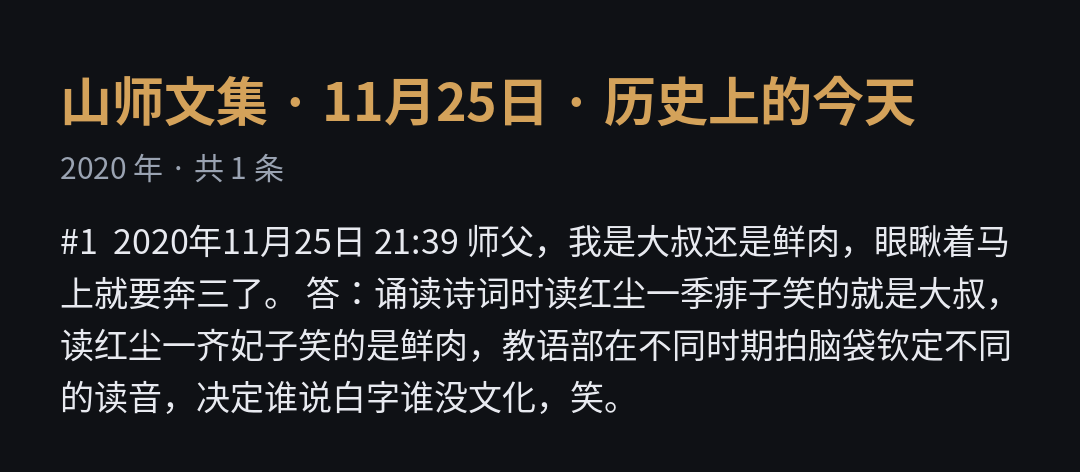 山师文集 · 11月25日 · 历史上的今天
2020 年 · 共 1 条
#1 2020年11月25日 21:39 师父，我是大叔还是鲜肉，眼瞅着马
上就要奔三了。 答：诵读诗词时读红尘一季痱子笑的就是大叔，
读红尘一齐妃子笑的是鲜肉，教语部在不同时期拍脑袋钦定不同
的读音，决定谁说白字谁没文化，笑。